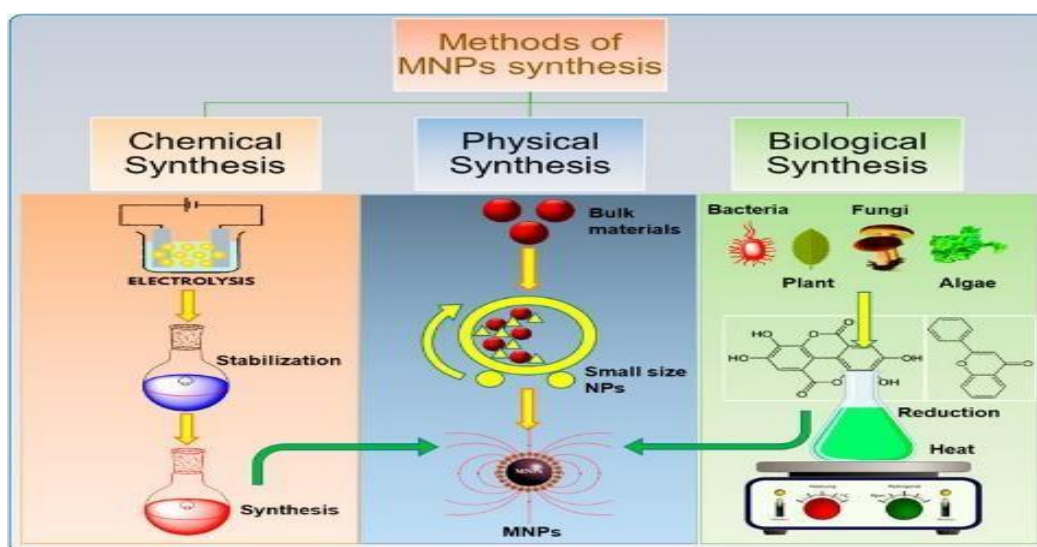 Methods of
MNPs synthesis
Chemical
Synthesis
Physical
Synthesis
Biological
Synthesis
ELECTROLYSIS
Stabilization
Synthesis
Bulk
materials
Small size
NPs
MNPs
MNPs
Bacteria
Fungi
Plant
Algae
HO
HO
O
O
OH
OH
O
O
O
O
Reduction
Heat